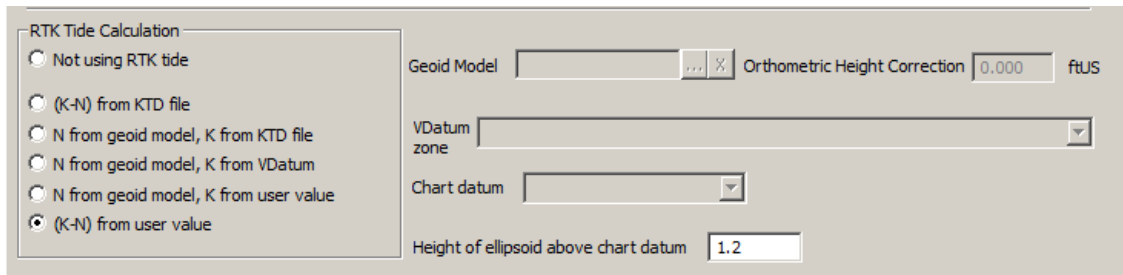 RTK Tide Calculation
Not using RTK tide
(K-N) from KTD file
N from geoid model, K from KTD file
N from geoid model, K from VDatum
N from geoid model, K from user value
(K-N) from user value
Geoid Model ... X Orthometric Height Correction 0.000 ftUS
VDatum
zone
Chart datum
Height of ellipsoid above chart datum 1.2